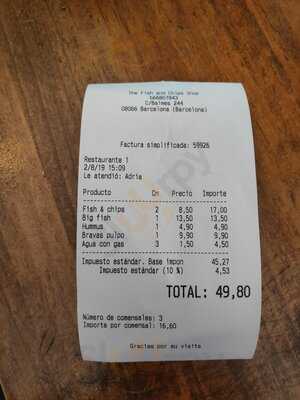 The Fish and Chips Shop
C/Balmes 244
08006 Barcelona (Barcelona)
Factura simplificada: 59926
Restaurante 1
2/8/19 15:09
Le atendió: Adria
Producto Cn Precio Importe
Fish & chips 2 8,50 17,00
Big fish 1 13,50 13,50
Hummus 1 4,90 4,90
Bravas pulpo 1 9,90 9,90
Agua con gas 3 1,50 4,50
Impuesto estándar. Base impon 45,27
Impuesto estándar (10 %) 4,53
TOTAL: 49,80
Número de comensales: 3
Importe por comensal: 16,60
Gracias por su visita